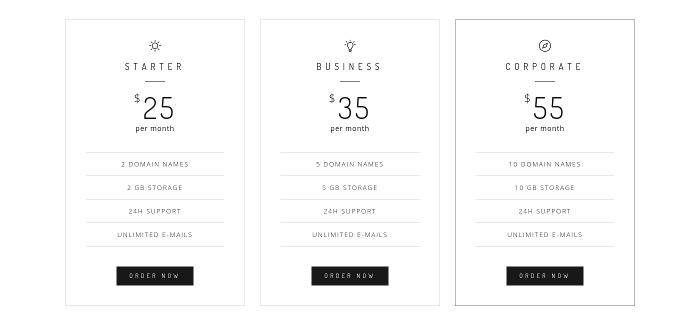 STARTER
$25
per month
2 DOMAIN NAMES
2 GB STORAGE
24H SUPPORT
UNLIMITED E-MAILS
ORDER NOW
BUSINESS
$35
per month
5 DOMAIN NAMES
5 GB STORAGE
24H SUPPORT
UNLIMITED E-MAILS
ORDER NOW
CORPORATE
$55
per month
10 DOMAIN NAMES
10 GB STORAGE
24H SUPPORT
UNLIMITED E-MAILS
ORDER NOW